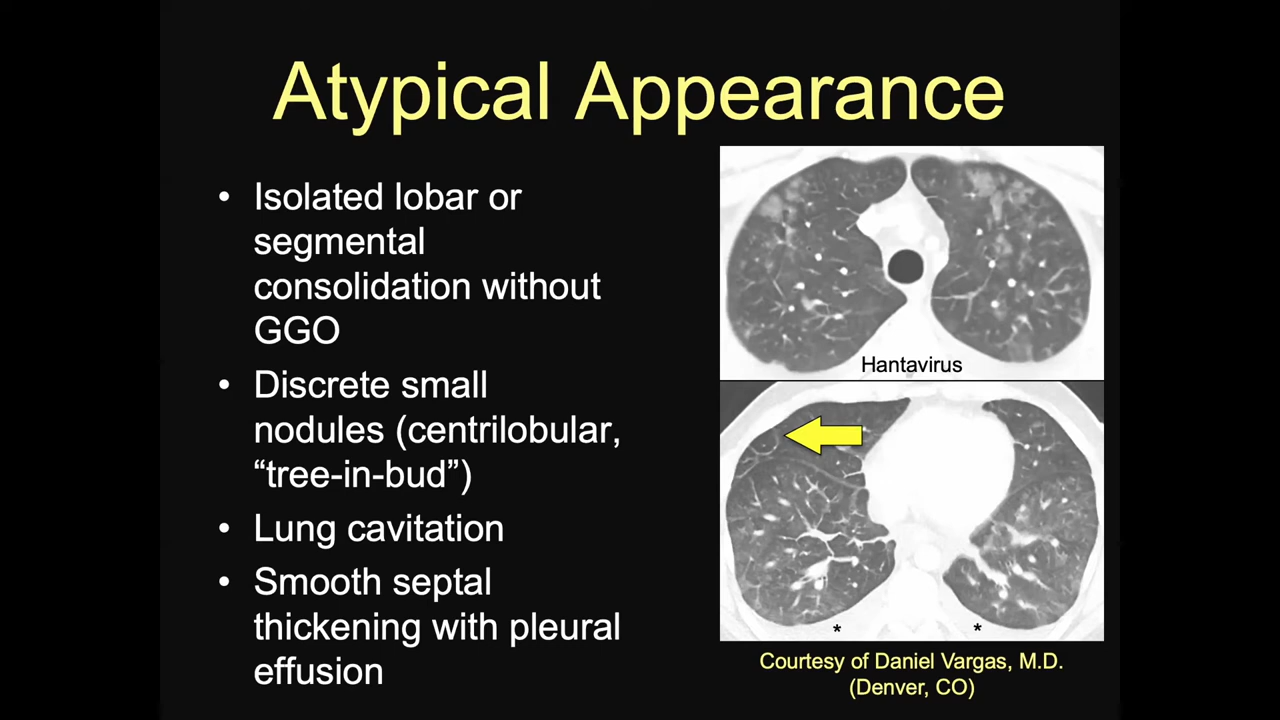 Atypical Appearance
• Isolated lobar or
segmental
consolidation without
GGO
• Discrete small
nodules (centrilobular,
“tree-in-bud”)
• Lung cavitation
• Smooth septal
thickening with pleural
effusion
Hantavirus
* *
Courtesy of Daniel Vargas, M.D.
(Denver, CO)